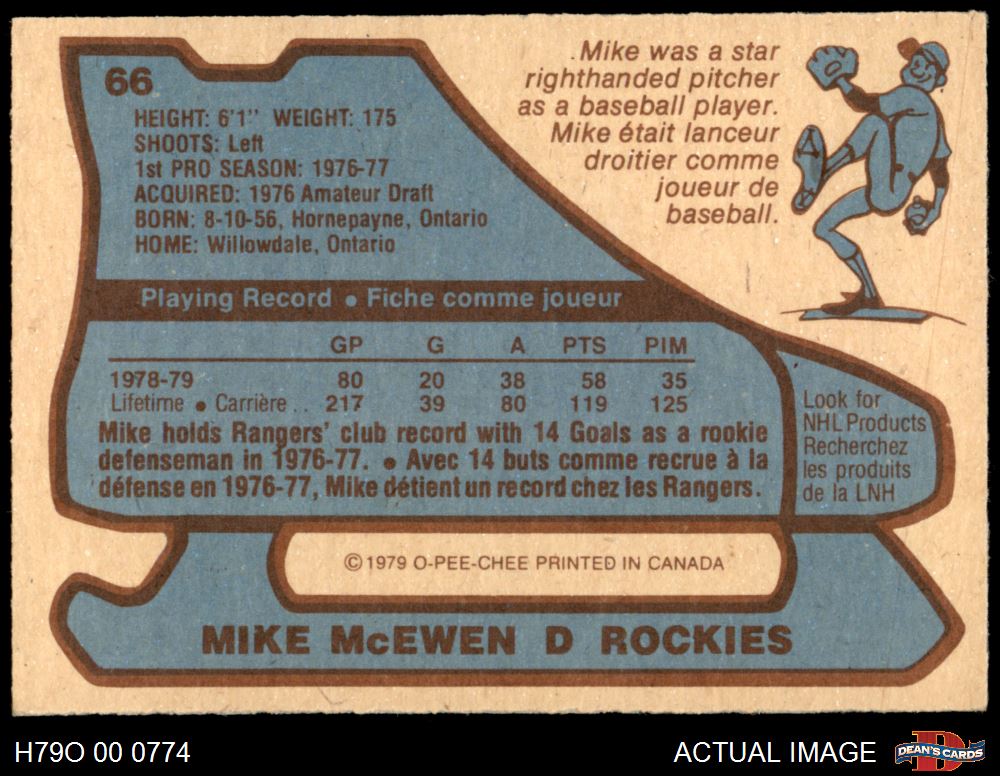 66
HEIGHT: 6'1" WEIGHT: 175
SHOOTS: Left
1st PRO SEASON: 1976-77
ACQUIRED: 1976 Amateur Draft
BORN: 8-10-56, Hornepayne, Ontario
HOME: Willowdale, Ontario
Mike was a star
righthanded pitcher
as a baseball player.
Mike était lanceur
droitier comme
joueur de
baseball.
Playing Record • Fiche comme joueur
GP G A PTS PIM
1978-79 80 20 38 58 35
Lifetime • Carrière .. 217 39 80 119 125
Mike holds Rangers' club record with 14 Goals as a rookie
defenseman in 1976-77. • Avec 14 buts comme recrue à la
défense en 1976-77, Mike détient un record chez les Rangers.
Look for
NHL Products
Recherchez
les produits
de la LNH
© 1979 O-PEE-CHEE PRINTED IN CANADA
MIKE McEWEN D ROCKIES
H79O 00 0774
ACTUAL IMAGE
DEAN'S CARDS